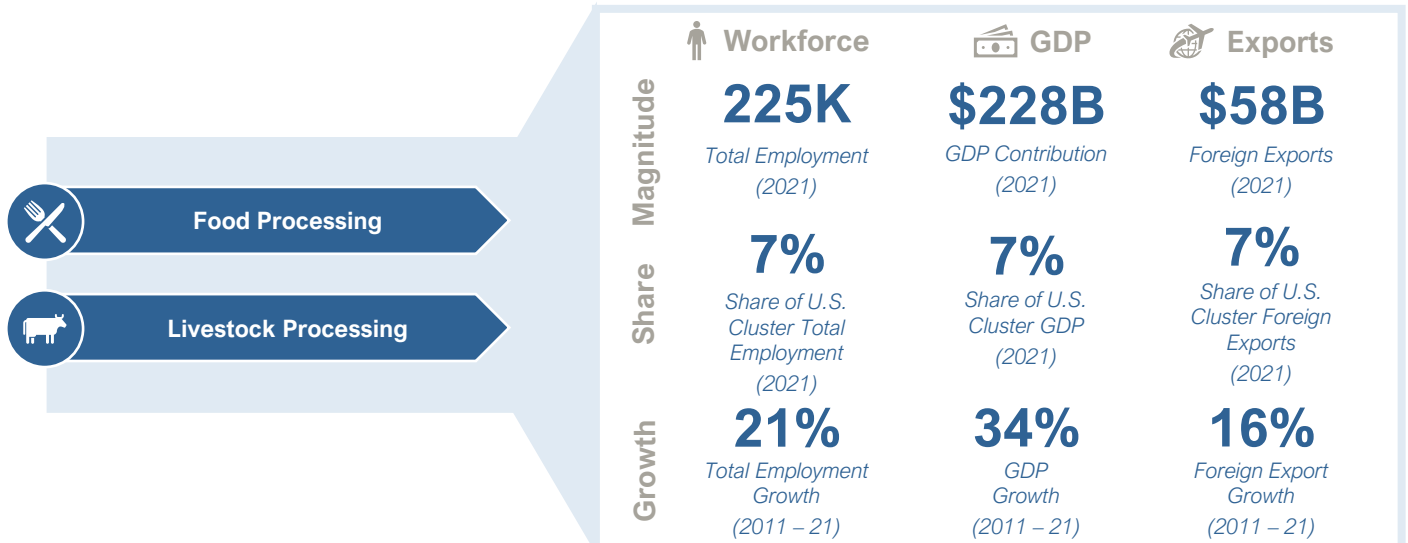 Workforce
GDP
Exports
Magnitude
225K
$228B
$58B
Total Employment
(2021)
GDP Contribution
(2021)
Foreign Exports
(2021)
Food Processing
Livestock Processing
Share
7%
Share of U.S.
Cluster Total
Employment
(2021)
7%
Share of U.S.
Cluster GDP
(2021)
7%
Share of U.S.
Cluster Foreign
Exports
(2021)
Growth
21%
Total Employment
Growth
(2011 – 21)
34%
GDP
Growth
(2011 – 21)
16%
Foreign Export
Growth
(2011 – 21)